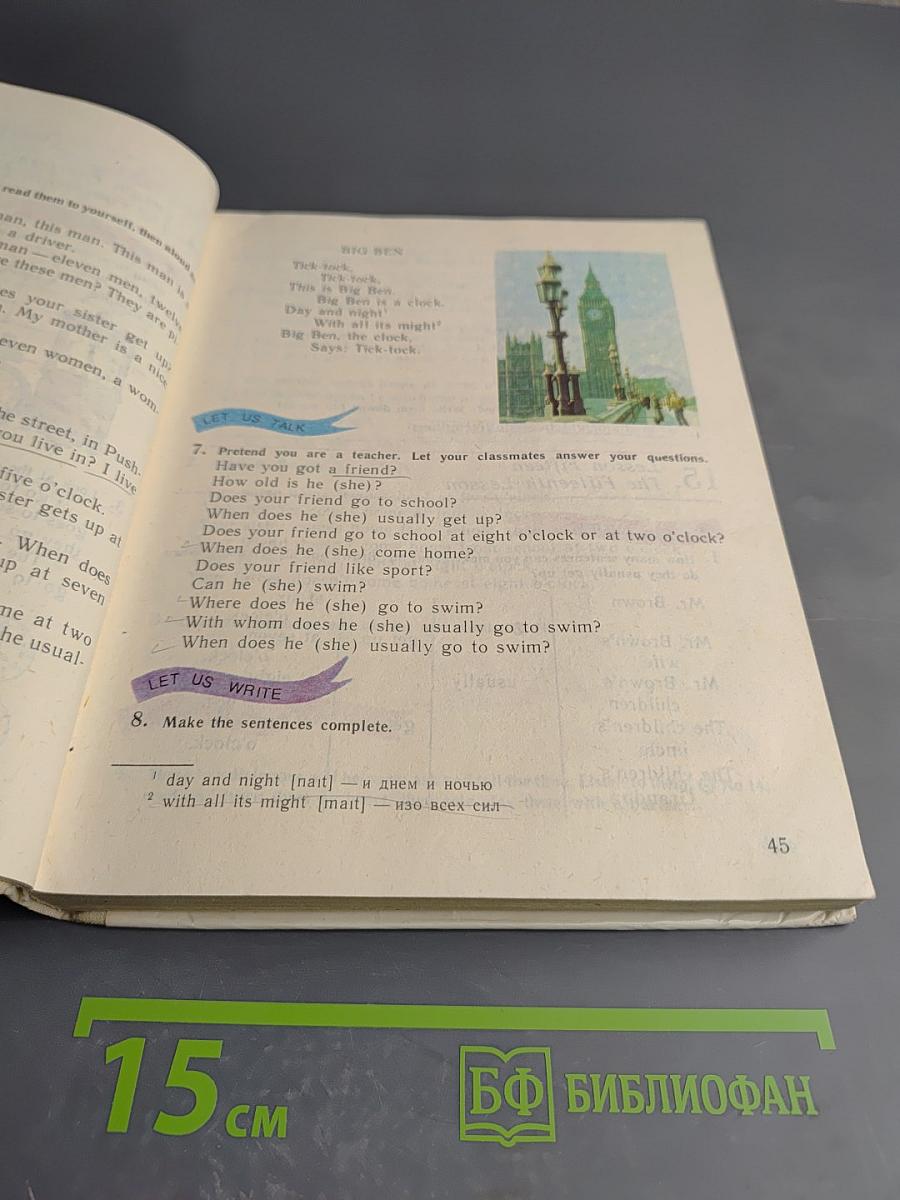 read them to yourself, then aloud
man, this man. This man is
a driver.
man — eleven men, twelve
e these men? They are
es your sister get up?
. My mother is a nice
even women, a wom-
he street, in Push-
you live in? I live
five o'clock.
ster gets up at
. When does
up at seven
me at two
he usual-
BIG BEN
Tick-tock,
Tick-tock,
This is Big Ben.
Big Ben is a clock.
Day and night¹
With all its might²
Big Ben, the clock,
Says: Tick-tock.
LET US TALK
7. Pretend you are a teacher. Let your classmates answer your questions.
Have you got a friend?
How old is he (she)?
Does your friend go to school?
When does he (she) usually get up?
Does your friend go to school at eight o'clock or at two o'clock?
When does he (she) come home?
Does your friend like sport?
Can he (she) swim?
Where does he (she) go to swim?
With whom does he (she) usually go to swim?
When does he (she) usually go to swim?
LET US WRITE
8. Make the sentences complete.
¹ day and night [naɪt] — и днем и ночью
² with all its might [maɪt] — изо всех сил
45
15 см
БФ БИБЛИОФАН